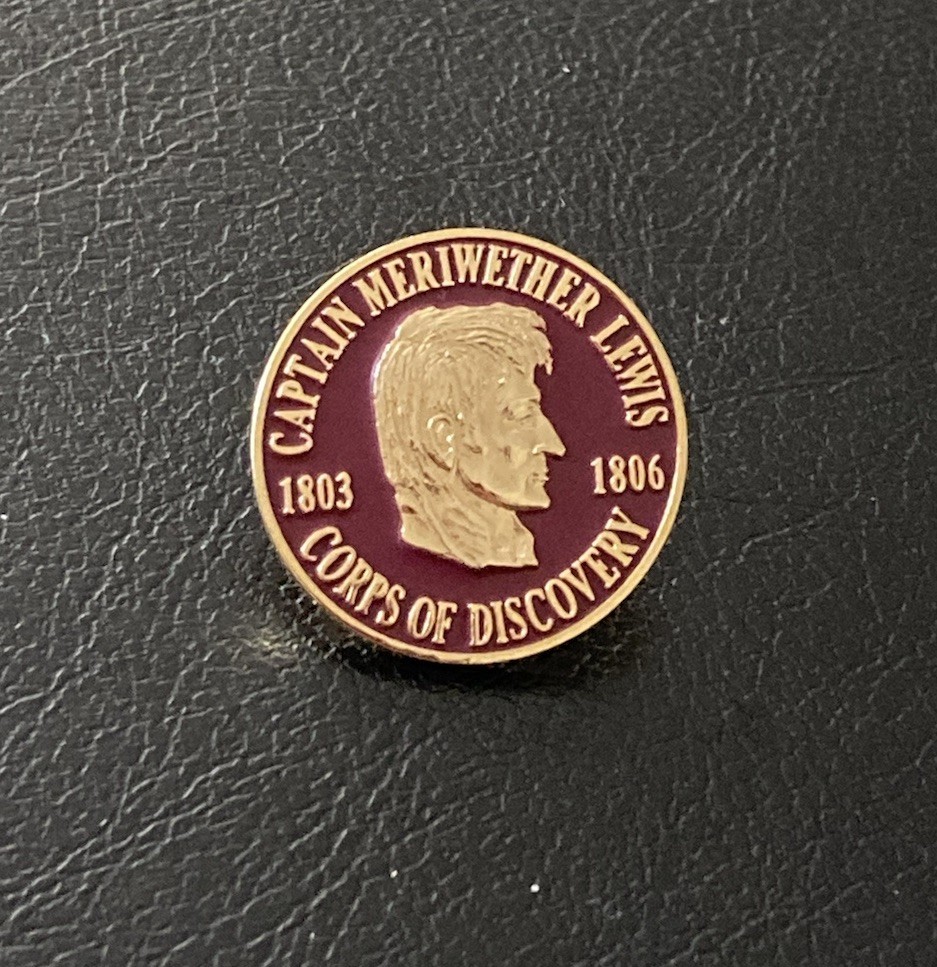 CAPTAIN MERIWETHER LEWIS
1803
1806
CORPS OF DISCOVERY